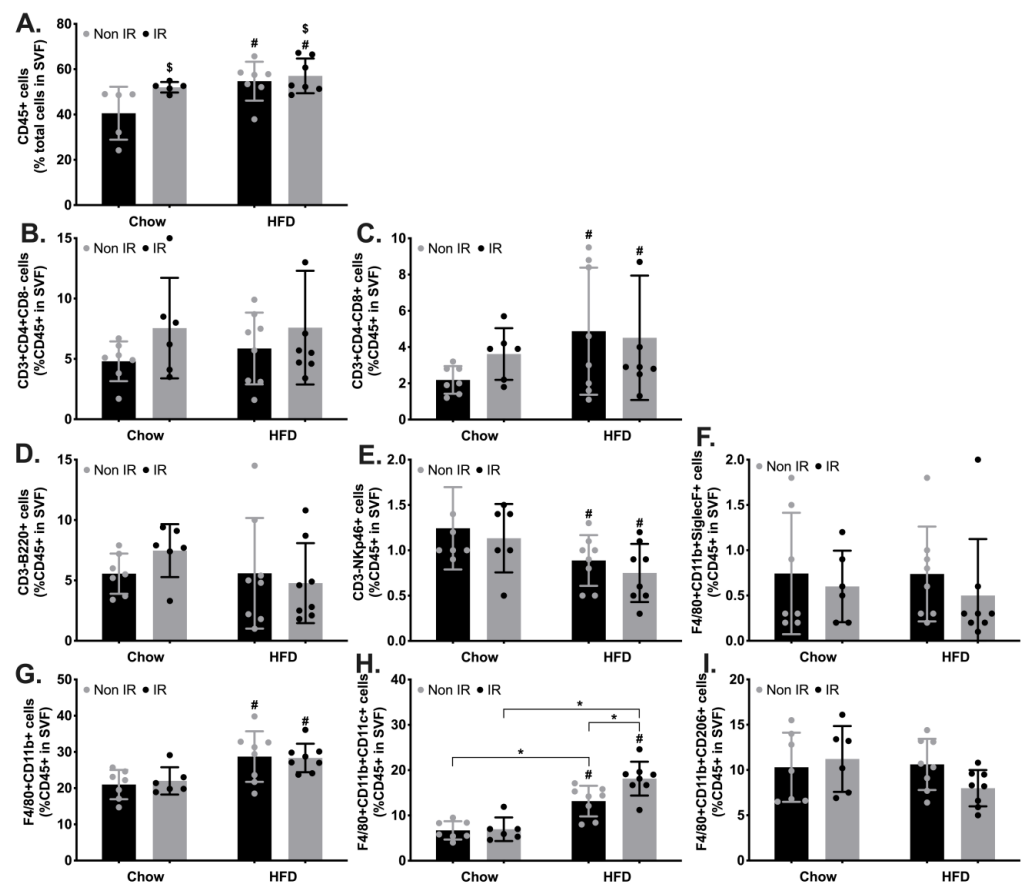 A.
80
60
40
20
0
CD45+ cells
(% total cells in SVF)
Non IR IR
$
#
$
#
Chow HFD
B.
15
10
5
0
CD3+CD4+CD8- cells
(%CD45+ in SVF)
Non IR IR
Chow HFD
C.
10
8
6
4
2
0
CD3+CD4-CD8+ cells
(%CD45+ in SVF)
Non IR IR
#
#
Chow HFD
D.
15
10
5
0
CD3-B220+ cells
(%CD45+ in SVF)
Non IR IR
Chow HFD
E.
2.0
1.5
1.0
0.5
0.0
CD3-NKp46+ cells
(%CD45+ in SVF)
Non IR IR
#
#
Chow HFD
F.
2.0
1.5
1.0
0.5
0.0
F4/80+CD11b+SiglecF+ cells
(%CD45+ in SVF)
Non IR IR
Chow HFD
G.
50
40
30
20
10
0
F4/80+CD11b+ cells
(%CD45+ in SVF)
Non IR IR
#
#
Chow HFD
H.
40
30
20
10
0
F4/80+CD11b+CD11c+ cells
(%CD45+ in SVF)
Non IR IR
*
*
*
#
#
Chow HFD
I.
20
15
10
5
0
F4/80+CD11b+CD206+ cells
(%CD45+ in SVF)
Non IR IR
Chow HFD